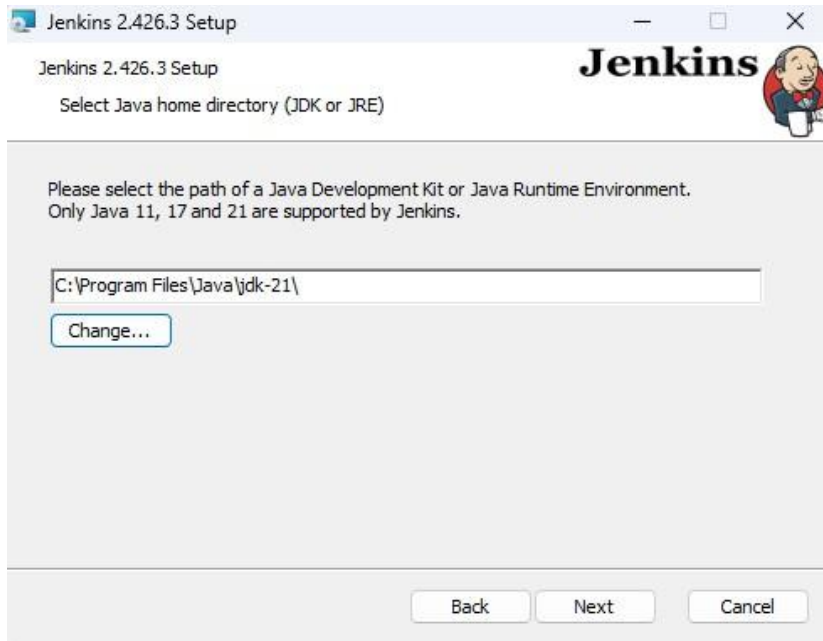 Jenkins 2.426.3 Setup
Jenkins 2.426.3 Setup
Jenkins
Select Java home directory (JDK or JRE)
Please select the path of a Java Development Kit or Java Runtime Environment.
Only Java 11, 17 and 21 are supported by Jenkins.
C:\Program Files\Java\jdk-21\
Change...
Back Next Cancel